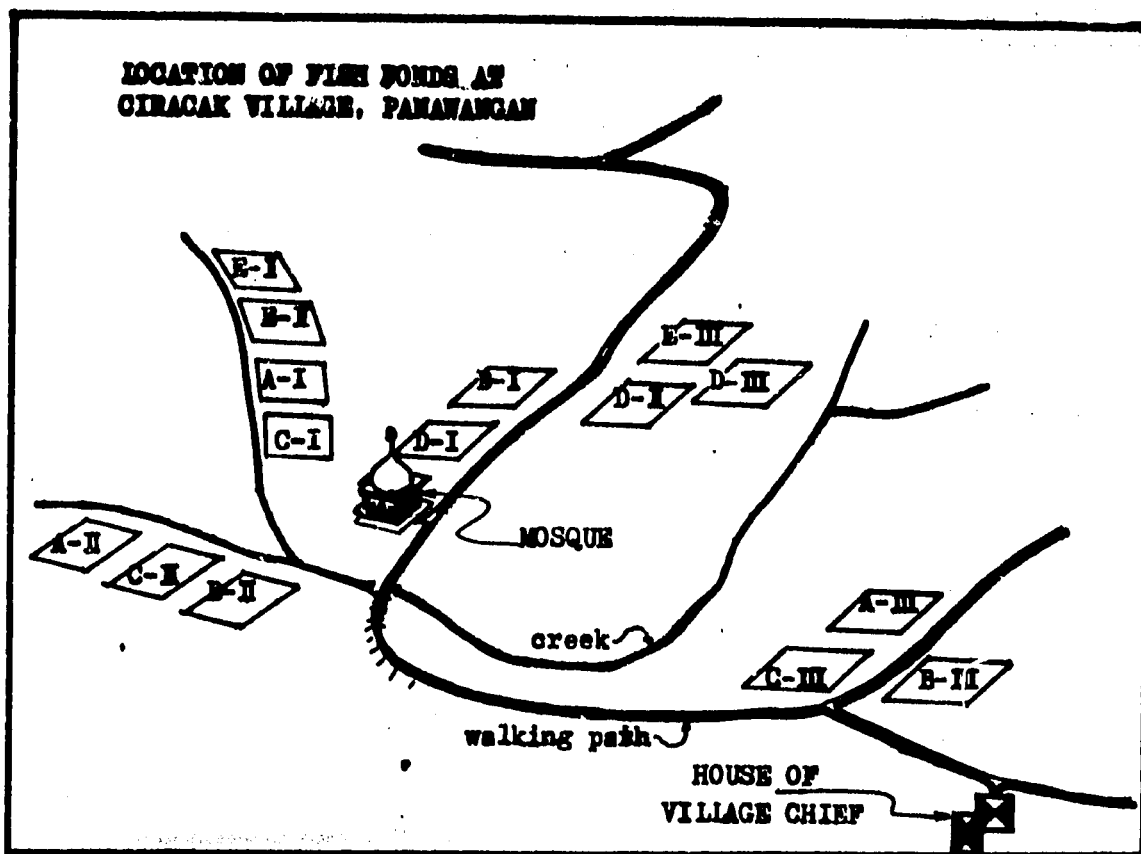 LOCATION OF FISH PONDS AT
CIRACAK VILLAGE, PANAWANGAN
E-I
E-II
A-I
C-I
B-I
D-I
E-III
D-III
D-II
MOSQUE
A-II
C-II
B-II
creek
A-III
C-III
B-III
walking path
HOUSE OF
VILLAGE CHIEF